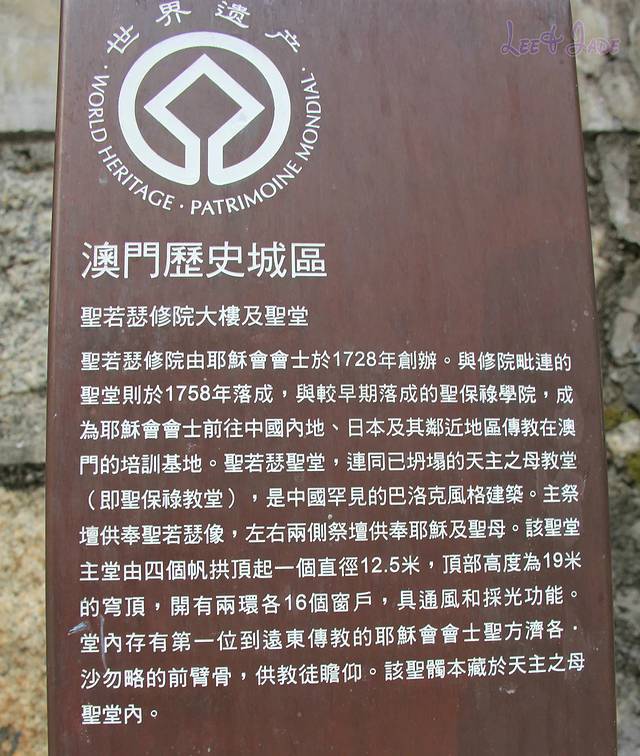 Lee & Jade
世界遗产
· WORLD HERITAGE · PATRIMOINE MONDIAL ·
澳門歷史城區
聖若瑟修院大樓及聖堂
聖若瑟修院由耶穌會會士於1728年創辦。與修院毗連的
聖堂則於1758年落成，與較早期落成的聖保祿學院，成
為耶穌會會士前往中國內地、日本及其鄰近地區傳教在澳
門的培訓基地。聖若瑟聖堂，連同已坍塌的天主之母教堂
（即聖保祿教堂），是中國罕見的巴洛克風格建築。主祭
壇供奉聖若瑟像，左右兩側祭壇供奉耶穌及聖母。該聖堂
主堂由四個帆拱頂起一個直徑12.5米，頂部高度為19米
的穹頂，開有兩環各16個窗戶，具通風和採光功能。
堂內存有第一位到遠東傳教的耶穌會會士聖方濟各·
沙勿略的前臂骨，供教徒瞻仰。該聖髑本藏於天主之母
聖堂內。